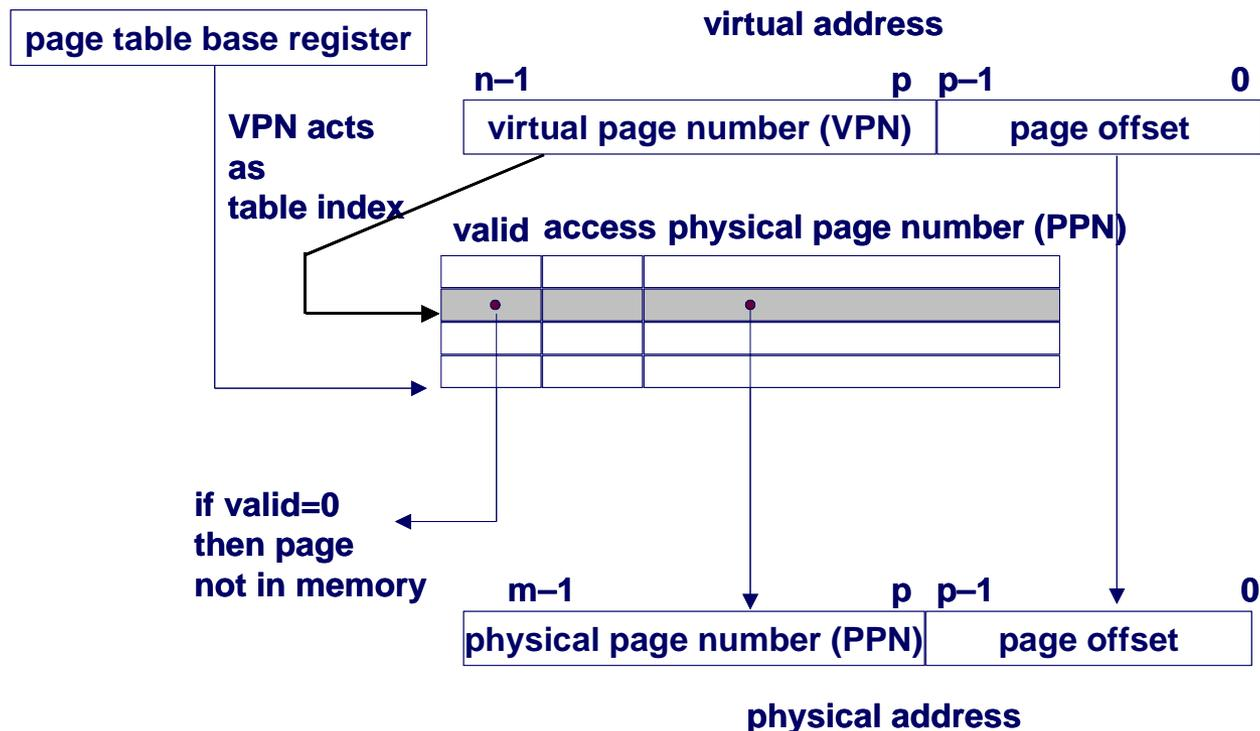 page table base register
virtual address
n–1 p p–1 0
virtual page number (VPN) page offset
VPN acts
as
table index
valid access physical page number (PPN)
if valid=0
then page
not in memory
m–1 p p–1 0
physical page number (PPN) page offset
physical address